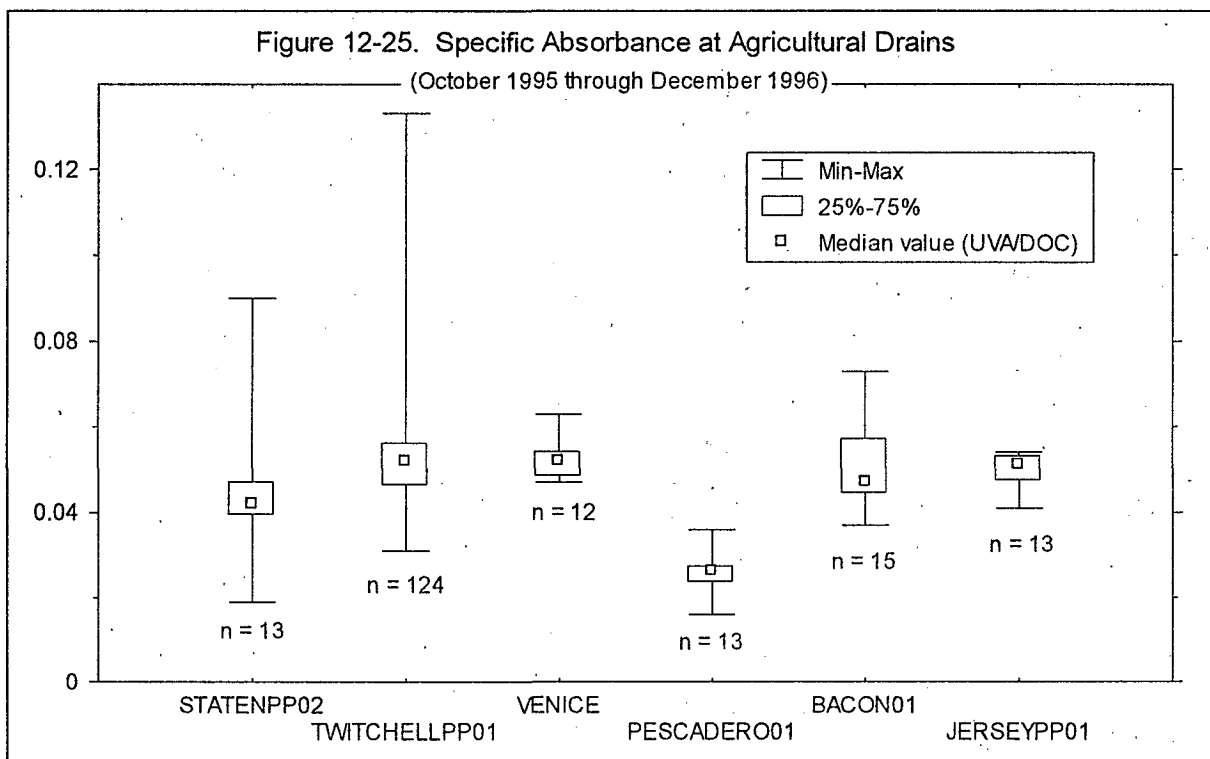 Figure 12-25. Specific Absorbance at Agricultural Drains
(October 1995 through December 1996)
0.12
0.08
0.04
0
Min-Max
25%-75%
Median value (UVA/DOC)
n = 13
n = 124
n = 12
n = 13
n = 15
n = 13
STATENPP02
TWITCHELLPP01
VENICE
PESCADERO01
BACON01
JERSEYPP01